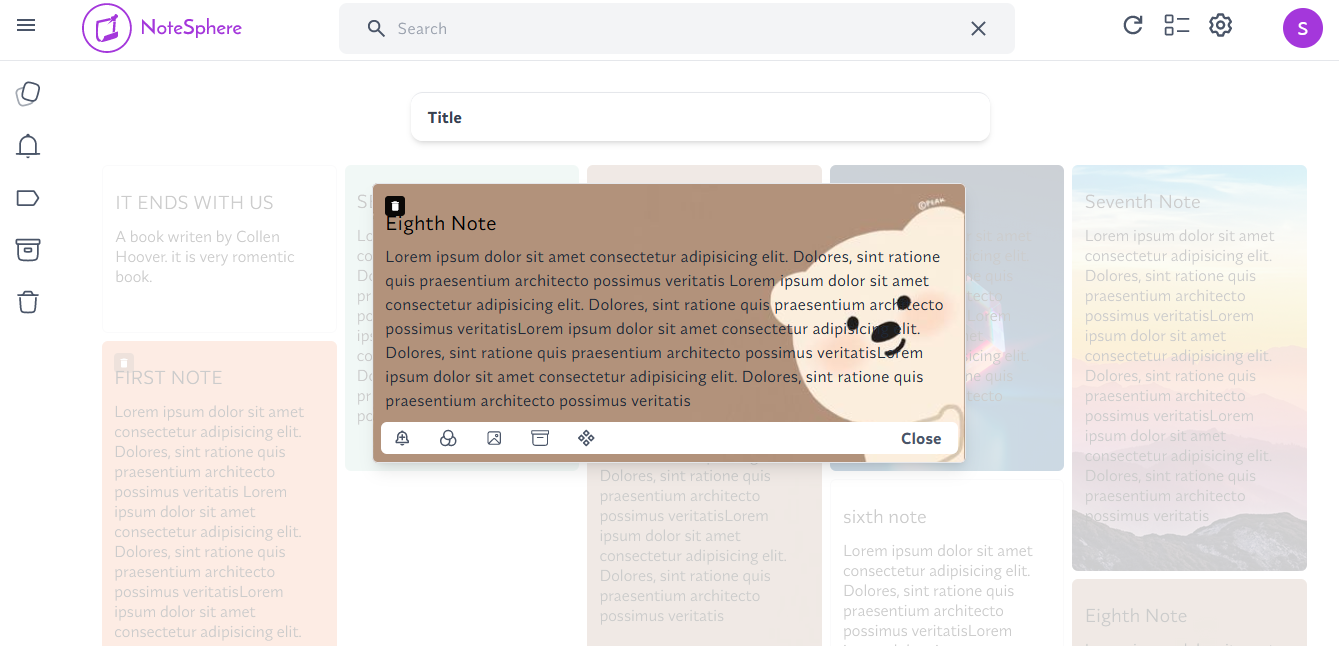 NoteSphere
Search
S
Title
IT ENDS WITH US
A book writen by Collen
Hoover. it is very romentic
book.
FIRST NOTE
Lorem ipsum dolor sit amet
consectetur adipisicing elit.
Dolores, sint ratione quis
praesentium architecto
possimus veritatis Lorem
ipsum dolor sit amet
consectetur adipisicing elit.
Dolores, sint ratione quis
praesentium architecto
possimus veritatisLorem
ipsum dolor sit amet
consectetur adipisicing elit.
©PEAK
Eighth Note
Lorem ipsum dolor sit amet consectetur adipisicing elit. Dolores, sint ratione
quis praesentium architecto possimus veritatis Lorem ipsum dolor sit amet
consectetur adipisicing elit. Dolores, sint ratione quis praesentium architecto
possimus veritatisLorem ipsum dolor sit amet consectetur adipisicing elit.
Dolores, sint ratione quis praesentium architecto possimus veritatisLorem
ipsum dolor sit amet consectetur adipisicing elit. Dolores, sint ratione quis
praesentium architecto possimus veritatis
Close
Dolores, sint ratione quis
praesentium architecto
possimus veritatisLorem
ipsum dolor sit amet
consectetur adipisicing elit.
Dolores, sint ratione quis
praesentium architecto
possimus veritatis
sixth note
Lorem ipsum dolor sit amet
consectetur adipisicing elit.
Dolores, sint ratione quis
praesentium architecto
possimus veritatisLorem
Seventh Note
Lorem ipsum dolor sit amet
consectetur adipisicing elit.
Dolores, sint ratione quis
praesentium architecto
possimus veritatisLorem
ipsum dolor sit amet
consectetur adipisicing elit.
Dolores, sint ratione quis
praesentium architecto
possimus veritatisLorem
ipsum dolor sit amet
consectetur adipisicing elit.
Dolores, sint ratione quis
praesentium architecto
possimus veritatis
Eighth Note